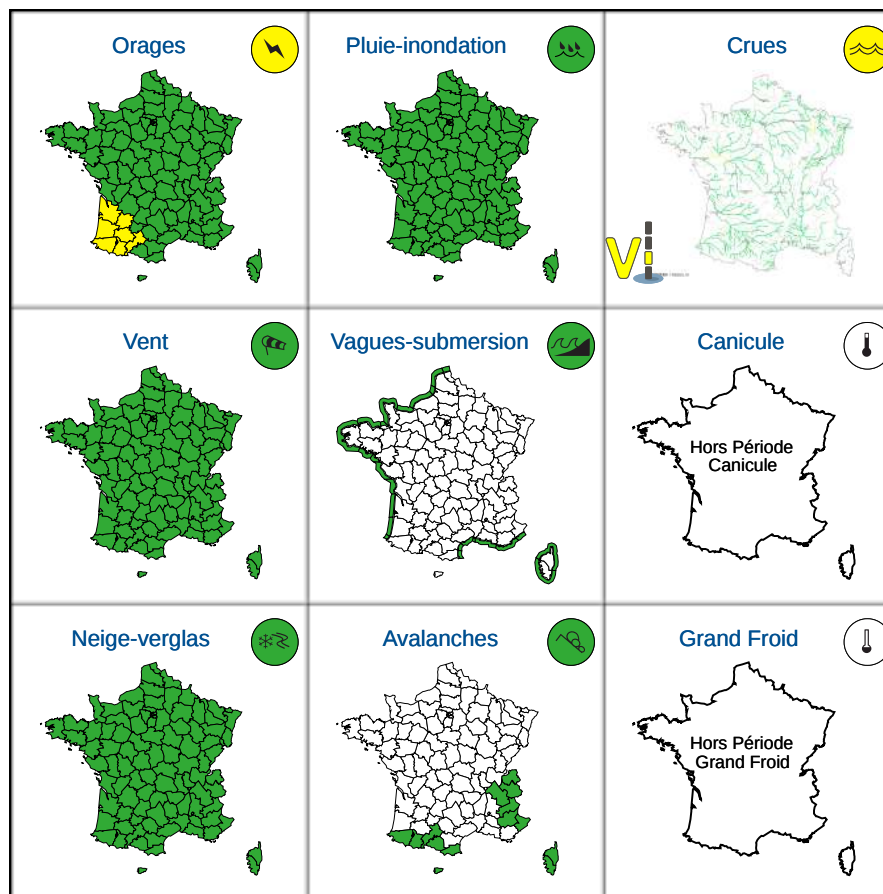 Orages
Pluie-inondation
Crues
Vi
Vent
Vagues-submersion
Canicule
Hors Période
Canicule
Neige-verglas
Avalanches
Grand Froid
Hors Période
Grand Froid